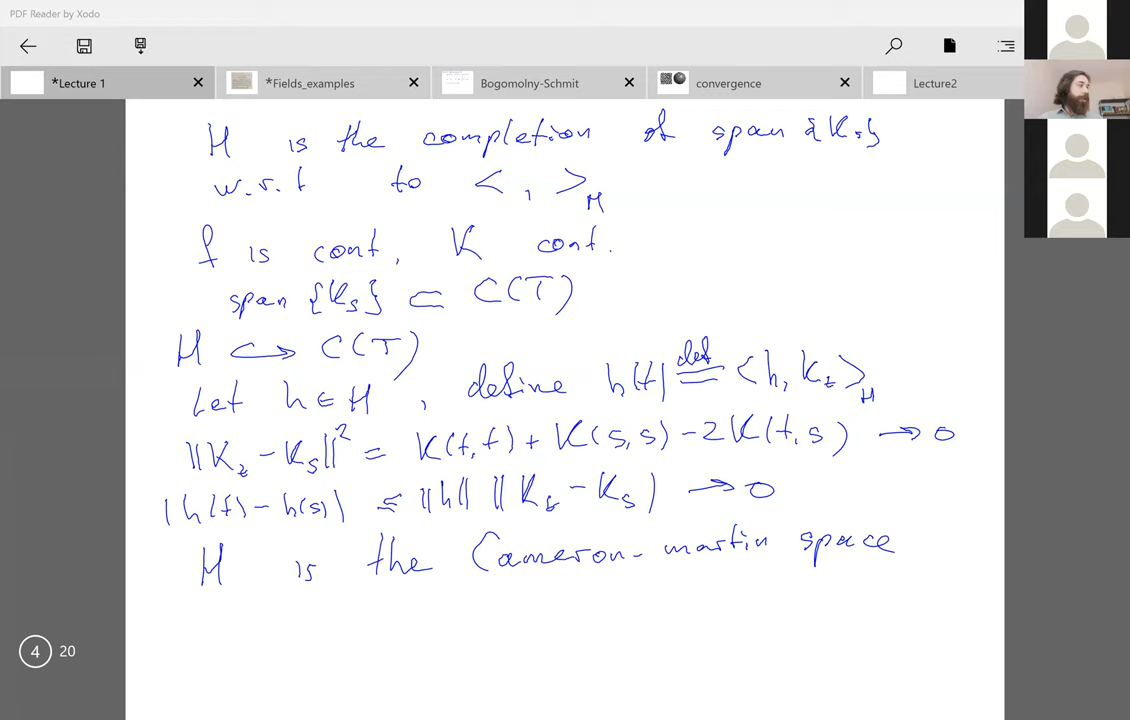 PDF Reader by Xodo
*Lecture 1
*Fields_examples
Bogomolny-Schmit
convergence
Lecture2
H is the completion of span {K_s}
w.r.t to < , >_H
f is cont, K cont.
span {K_s} ⊂ C(T)
H ↪ C(T)
Let h ∈ H, define h(t) \stackrel{def}{=} <h, K_t>_H
||K_t - K_s||² = K(t,t) + K(s,s) - 2K(t,s) → 0
|h(t) - h(s)| ≤ ||h|| ||K_t - K_s|| → 0
H is the Cameron-martin space
4 20